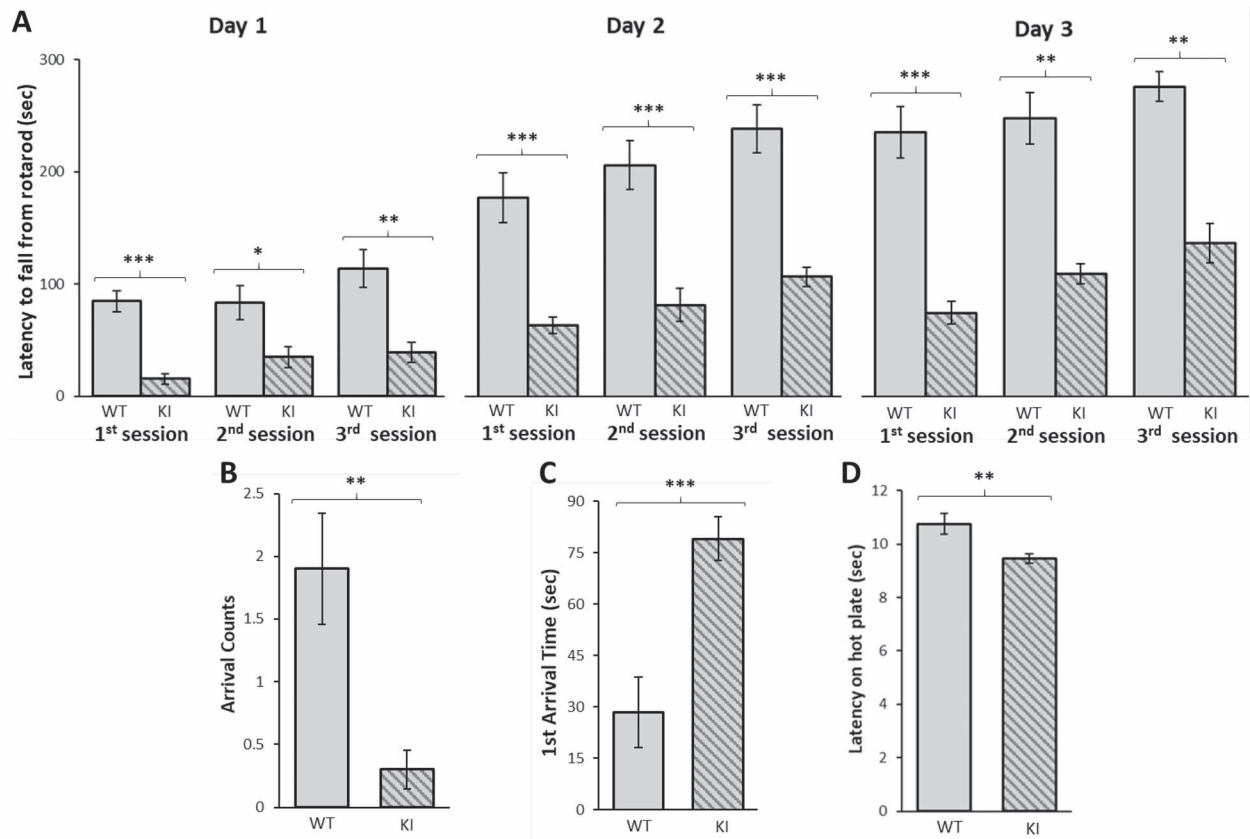 A
Day 1
Day 2
Day 3
Latency to fall from rotarod (sec)
300
200
100
0
***
*
**
***
***
***
***
**
**
WT KI WT KI WT KI WT KI WT KI WT KI WT KI WT KI WT KI
1st session 2nd session 3rd session 1st session 2nd session 3rd session 1st session 2nd session 3rd session
B
Arrival Counts
2.5
2
1.5
1
0.5
0
**
WT KI
C
1st Arrival Time (sec)
90
75
60
45
30
15
0
***
WT KI
D
Latency on hot plate (sec)
12
10
8
6
4
2
0
**
WT KI